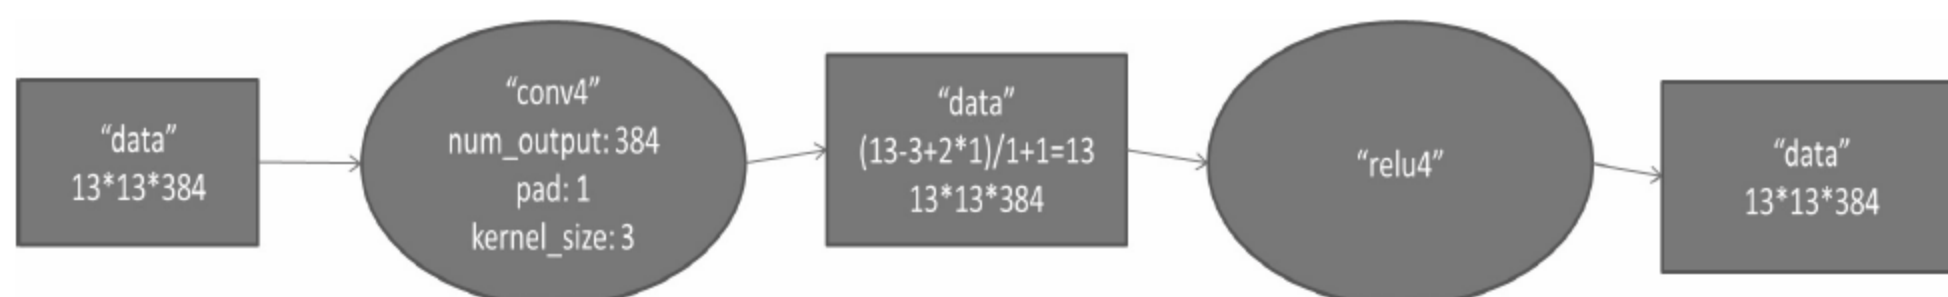 “data”
13*13*384
“conv4”
num_output: 384
pad: 1
kernel_size: 3
“data”
(13-3+2*1)/1+1=13
13*13*384
“relu4”
“data”
13*13*384